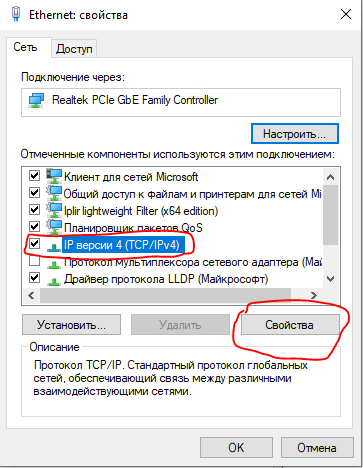 Ethernet: свойства
Сеть
Доступ
Подключение через:
Realtek PCIe GbE Family Controller
Настроить...
Отмеченные компоненты используются этим подключением:
Клиент для сетей Microsoft
Общий доступ к файлам и принтерам для сетей Mi
Iplir lightweight Filter (x64 edition)
Планировщик пакетов QoS
IP версии 4 (TCP/IPv4)
Протокол мультиплексора сетевого адаптера (Ма
Драйвер протокола LLDP (Майкрософт)
Установить...
Удалить
Свойства
Описание
Протокол TCP/IP. Стандартный протокол глобальных
сетей, обеспечивающий связь между различными
взаимодействующими сетями.
OK
Отмена